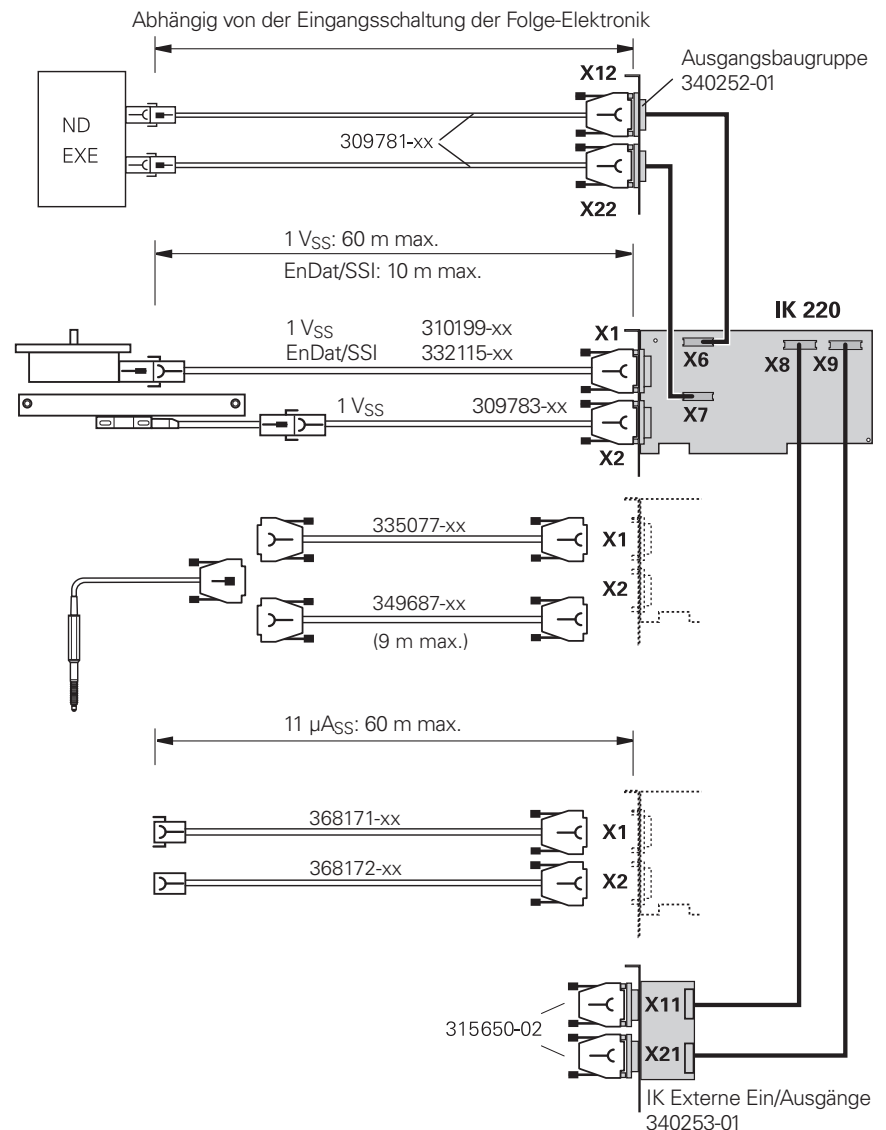 Abhängig von der Eingangsschaltung der Folge-Elektronik
X12
Ausgangsbaugruppe
340252-01
ND
EXE
309781-xx
X22
1 VSS: 60 m max.
EnDat/SSI: 10 m max.
IK 220
1 VSS 310199-xx
EnDat/SSI 332115-xx
X1
X6
X8 X9
X7
1 VSS 309783-xx
X2
335077-xx
X1
X2
349687-xx
(9 m max.)
11 µASS: 60 m max.
368171-xx
X1
368172-xx
X2
X11
315650-02
X21
IK Externe Ein/Ausgänge
340253-01